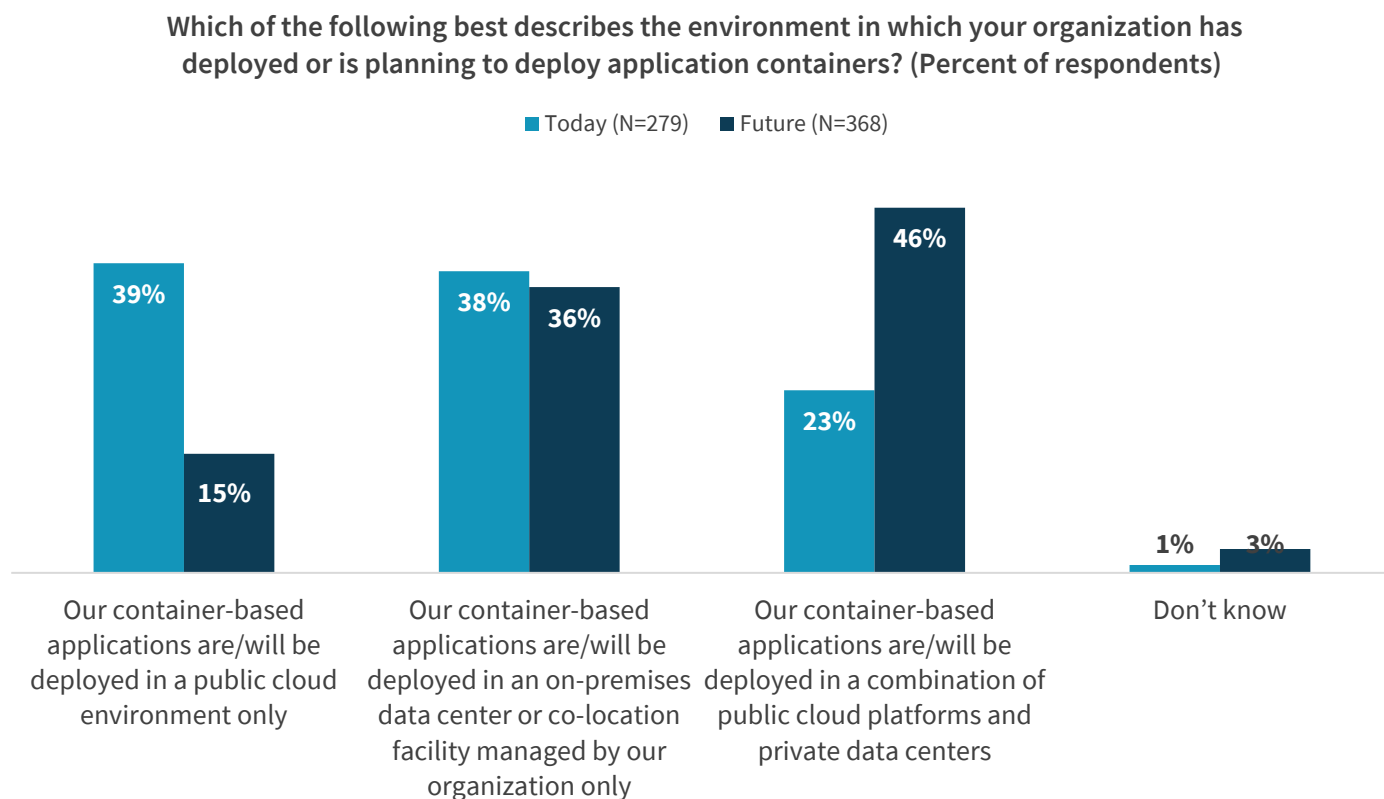 Which of the following best describes the environment in which your organization has
deployed or is planning to deploy application containers? (Percent of respondents)
Today (N=279) Future (N=368)
39%
15%
38%
36%
23%
46%
1%
3%
Our container-based
applications are/will be
deployed in a public cloud
environment only
Our container-based
applications are/will be
deployed in an on-premises
data center or co-location
facility managed by our
organization only
Our container-based
applications are/will be
deployed in a combination of
public cloud platforms and
private data centers
Don’t know